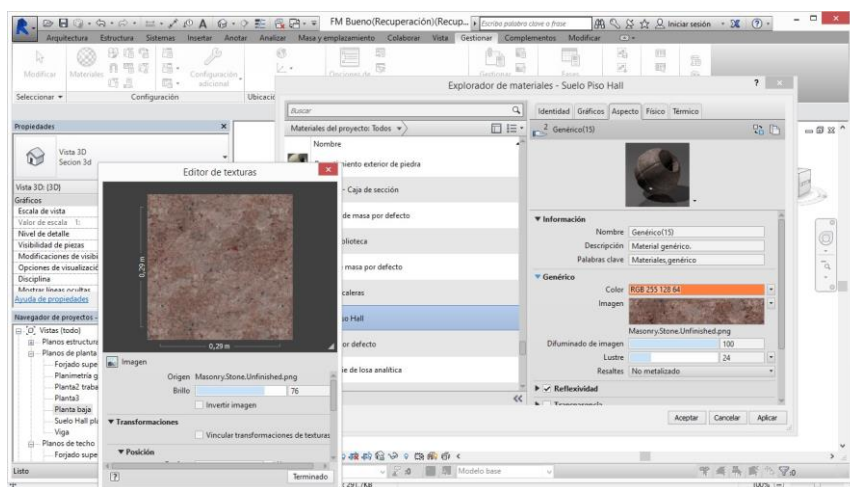 FM Bueno(Recuperación)(Recup...
Escriba palabra clave o frase
Iniciar sesión
Arquitectura Estructura Sistemas Insertar Anotar Analizar Masa y emplazamiento Colaborar Vista Gestionar Complementos Modificar
Modificar Materiales Configuración adicional
Seleccionar Configuración Ubicació
Explorador de materiales - Suelo Piso Hall
Propiedades
Vista 3D
Secion 3d
Vista 3D: {3D}
Gráficos
Escala de vista
Valor de escala 1:
Nivel de detalle
Visibilidad de piezas
Modificaciones de visibi
Opciones de visualizació
Disciplina
Mostrar líneas ocultas
Ayuda de propiedades
Navegador de proyectos -
Vistas (todo)
Planos estructura
Planos de planta
Forjado supe
Planimetría g
Planta2 traba
Planta3
Planta baja
Suelo Hall pla
Viga
Planos de techo
Forjado supe
Listo
Editor de texturas
0,29 m
0,29 m
Imagen
Origen Masonry.Stone.Unfinished.png
Brillo 76
Invertir imagen
Transformaciones
Vincular transformaciones de texturas
Posición
Terminado
Buscar
Materiales del proyecto: Todos
Nombre
miento exterior de piedra
- Caja de sección
de masa por defecto
blioteca
masa por defecto
caleras
so Hall
or defecto
ie de losa analítica
Identidad Gráficos Aspecto Físico Térmico
2 Genérico(15)
Información
Nombre Genérico(15)
Descripción Material genérico.
Palabras clave Materiales,genérico
Genérico
Color RGB 255 128 64
Imagen
Masonry.Stone.Unfinished.png
Difuminado de imagen 100
Lustre 24
Resaltes No metalizado
Reflexividad
Transparencia
Aceptar Cancelar Aplicar
Modelo base
:0
:0
100%